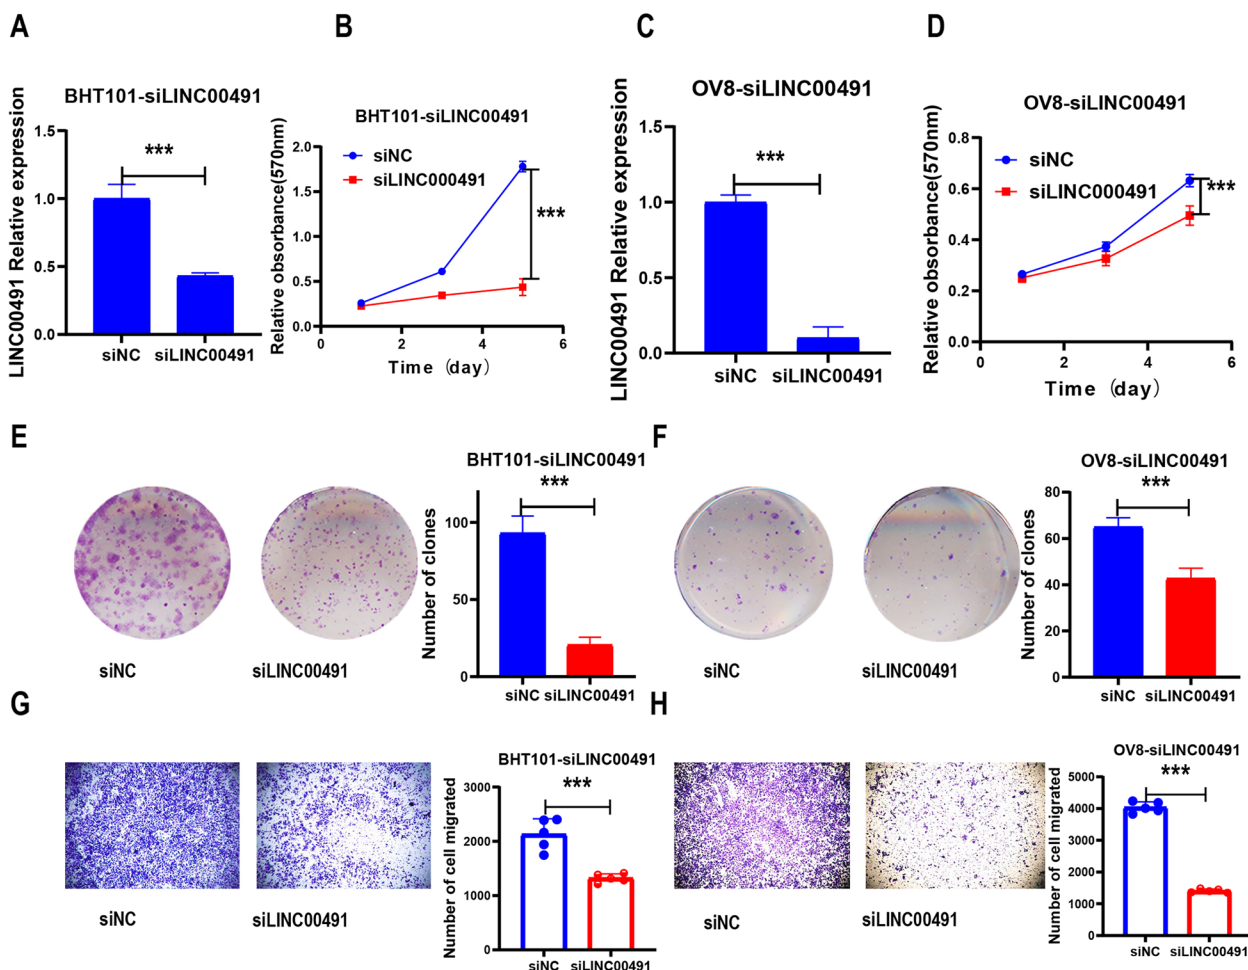 A
BHT101-siLINC00491
LINC00491 Relative expression
1.5
1.0
0.5
0.0
***
siNC
siLINC00491
B
BHT101-siLINC00491
Relative obsorbance(570nm)
2.0
1.5
1.0
0.5
0.0
siNC
siLINC000491
***
0
2
4
6
Time (day)
C
OV8-siLINC00491
LINC00491 Relative expression
1.5
1.0
0.5
0.0
***
siNC
siLINC00491
D
OV8-siLINC00491
Relative obsorbance(570nm)
0.8
0.6
0.4
0.2
0.0
siNC
siLINC000491
***
0
2
4
6
Time (day)
E
siNC
siLINC00491
BHT101-siLINC00491
Number of clones
100
50
0
***
siNC
siLINC00491
F
siNC
siLINC00491
OV8-siLINC00491
Number of clones
80
60
40
20
0
***
siNC
siLINC00491
G
siNC
siLINC00491
BHT101-siLINC00491
Number of cell migrated
3000
2000
1000
0
***
siNC
siLINC00491
H
siNC
siLINC00491
OV8-siLINC00491
Number of cell migrated
5000
4000
3000
2000
1000
0
***
siNC
siLINC00491